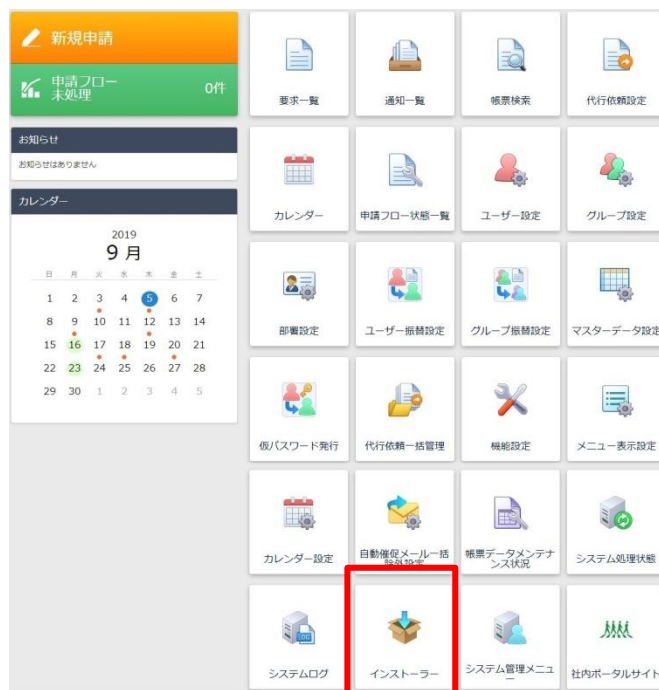 新規申請
申請フロー
未処理
0件
お知らせ
お知らせはありません
カレンダー
2019
9 月
日 月 火 水 木 金 土
1 2 3 4 5 6 7
8 9 10 11 12 13 14
15 16 17 18 19 20 21
22 23 24 25 26 27 28
29 30 1 2 3 4 5
要求一覧
通知一覧
帳票検索
代行依頼設定
カレンダー
申請フロー状態一覧
ユーザー設定
グループ設定
部署設定
ユーザー振替設定
グループ振替設定
マスターデータ設定
仮パスワード発行
代行依頼一括管理
機能設定
メニュー表示設定
カレンダー設定
自動催促メール一括
除外設定
帳票データメンテナ
ンス状況
システム処理状態
LOG
システムログ
インストーラー
システム管理メニュ
ー
社内ポータルサイト